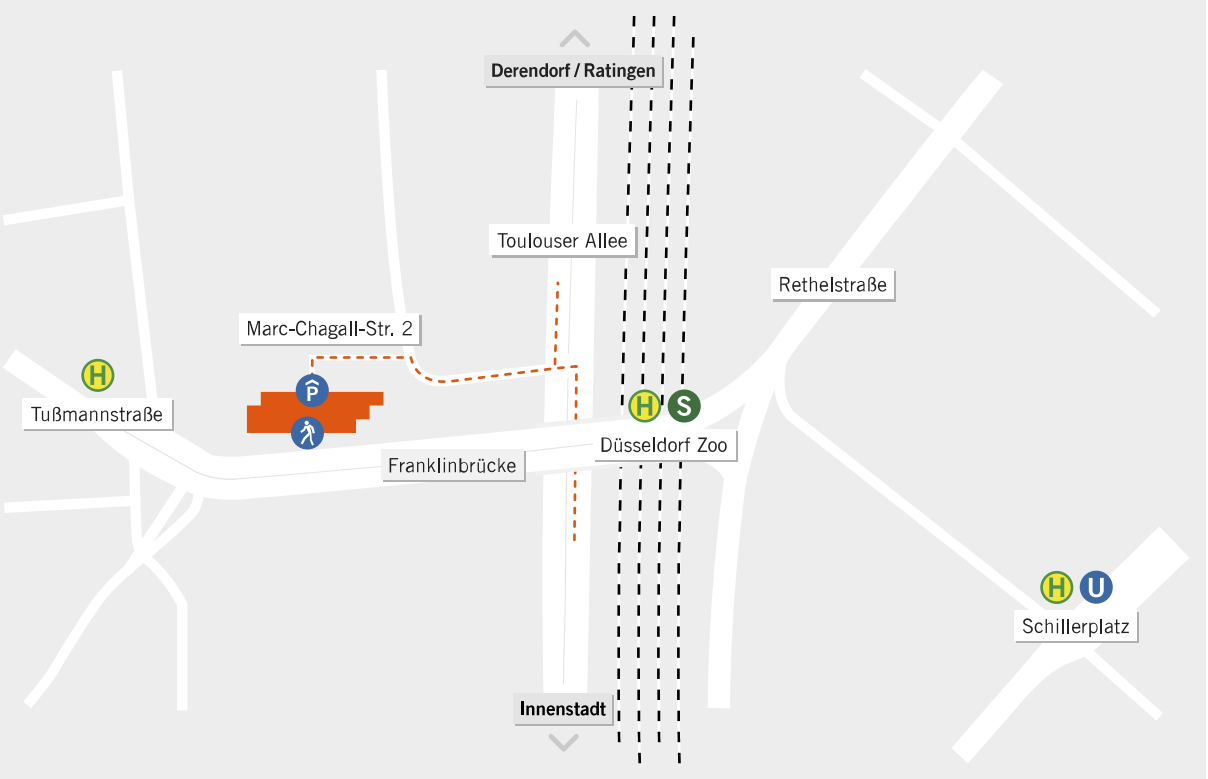 Derendorf / Ratingen
Toulouser Allee
Rethelstraße
Marc-Chagall-Str. 2
P
H
Tußmannstraße
H S
Düsseldorf Zoo
Franklinbrücke
H U
Schillerplatz
Innenstadt